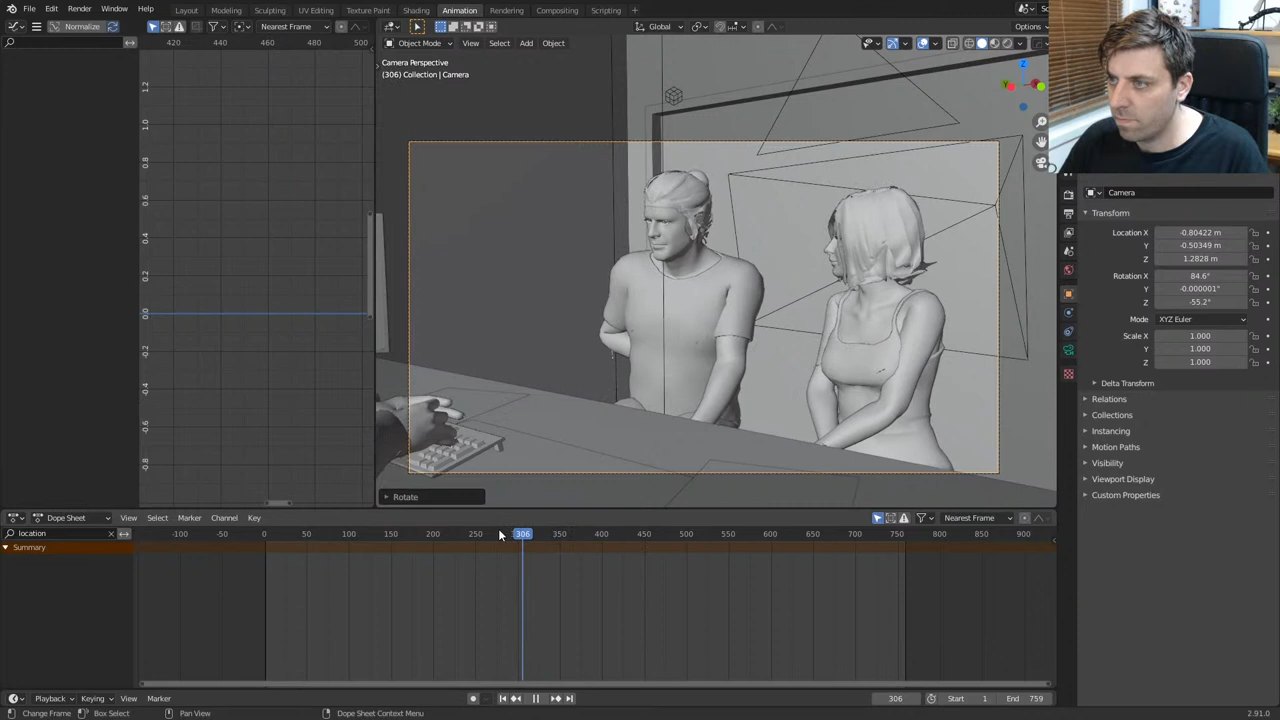 File Edit Render Window Help Layout Modeling Sculpting UV Editing Texture Paint Shading Animation Rendering Compositing Scripting +
Normalize Nearest Frame Global Options
420 440 460 480 500 Object Mode View Select Add Object
Camera Perspective
(306) Collection | Camera
1.2
1.0
0.8
0.6
0.4
0.2
0.0
-0.2
-0.4
-0.6
-0.8
Z
Y
Camera
Transform
Location X -0.80422 m
Y -0.50349 m
Z 1.2828 m
Rotation X 84.6°
Y -0.000001°
Z -55.2°
Mode XYZ Euler
Scale X 1.000
Y 1.000
Z 1.000
Delta Transform
Relations
Collections
Instancing
Motion Paths
Visibility
Viewport Display
Custom Properties
Rotate
Dope Sheet View Select Marker Channel Key Nearest Frame
location -100 0 50 100 150 200 250 306 350 400 450 500 550 600 650 700 750 800 850 900
Summary
Playback Keying View Marker 306 Start 1 End 759
Change Frame Box Select Pan View Dope Sheet Context Menu 2.91.0